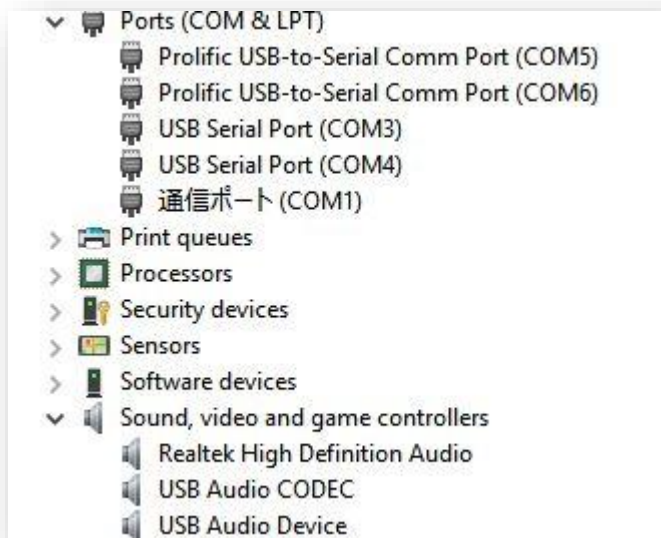 Ports (COM & LPT)
Prolific USB-to-Serial Comm Port (COM5)
Prolific USB-to-Serial Comm Port (COM6)
USB Serial Port (COM3)
USB Serial Port (COM4)
通信ポート (COM1)
Print queues
Processors
Security devices
Sensors
Software devices
Sound, video and game controllers
Realtek High Definition Audio
USB Audio CODEC
USB Audio Device